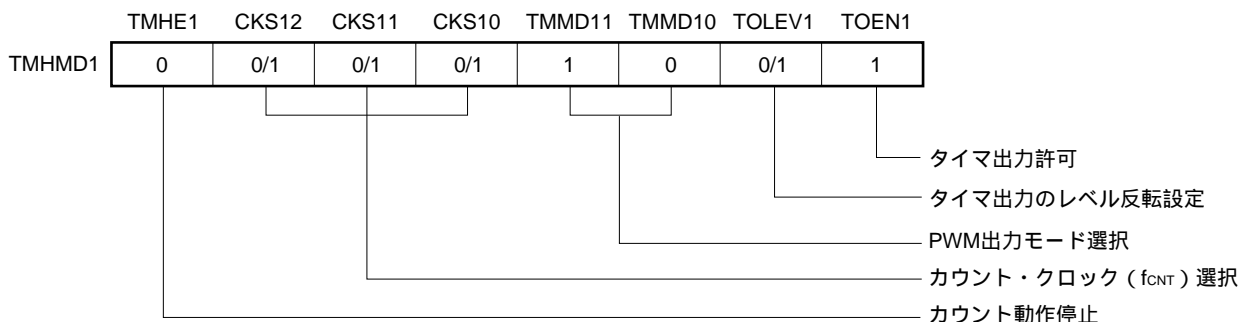 TMHE1 CKS12 CKS11 CKS10 TMMD11 TMMD10 TOLEV1 TOEN1
TMHMD1 0 0/1 0/1 0/1 1 0 0/1 1
タイマ出力許可
タイマ出力のレベル反転設定
PWM出力モード選択
カウント・クロック（fCNT）選択
カウント動作停止